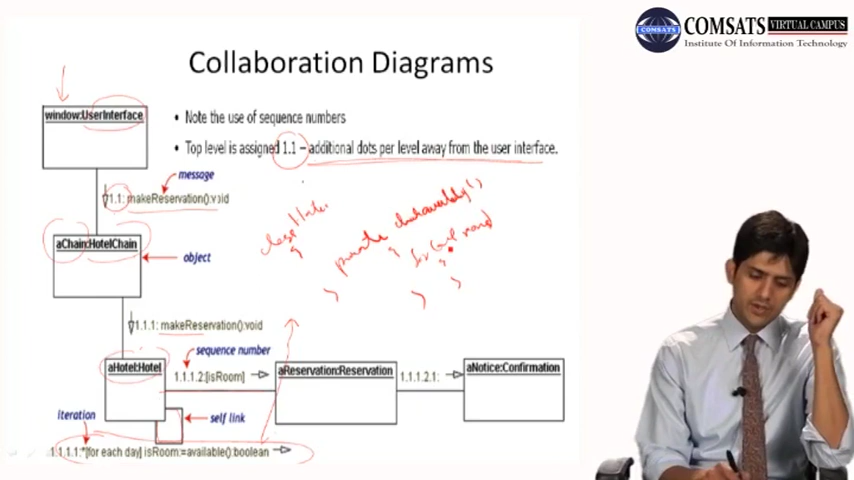 COMSATS
COMSATS VIRTUAL CAMPUS
Institute Of Information Technology
Collaboration Diagrams
• Note the use of sequence numbers
• Top level is assigned 1.1 – additional dots per level away from the user interface.
window:UserInterface
message
1.1: makeReservation():void
aChain:HotelChain
object
1.1.1: makeReservation():void
sequence number
aHotel:Hotel
1.1.1.2:[isRoom]
aReservation:Reservation
1.1.1.2.1:
aNotice:Confirmation
iteration
self link
1.1.1.1:*[for each day] isRoom:=available():boolean
class Hotel
private